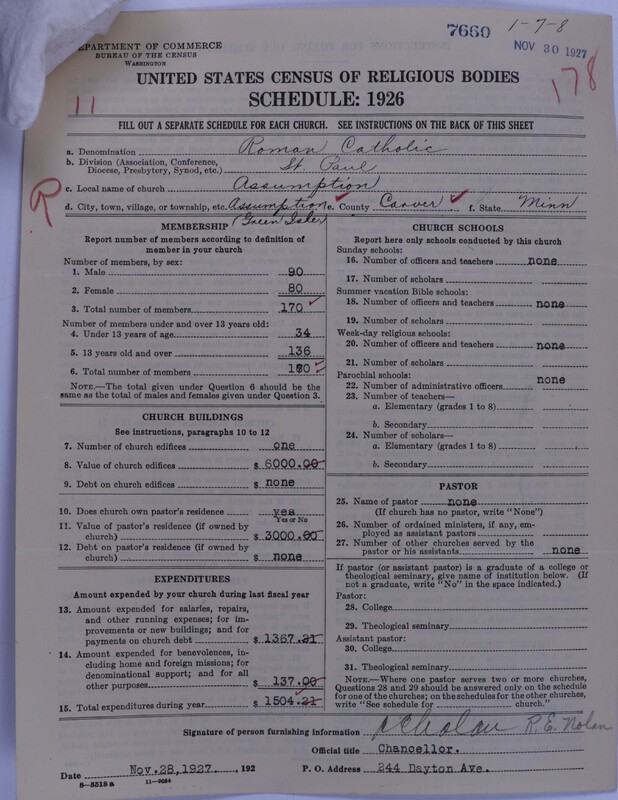 DEPARTMENT OF COMMERCE
BUREAU OF THE CENSUS
WASHINGTON
7660
1-7-8
NOV 30 1927
178
11
UNITED STATES CENSUS OF RELIGIOUS BODIES
SCHEDULE: 1926
FILL OUT A SEPARATE SCHEDULE FOR EACH CHURCH. SEE INSTRUCTIONS ON THE BACK OF THIS SHEET
a. Denomination Roman Catholic
b. Division (Association, Conference, Diocese, Presbytery, Synod, etc.) St. Paul
c. Local name of church Assumption
R
d. City, town, village, or township, etc. Assumption e. County Carver f. State Minn
(Green Isle)
MEMBERSHIP
Report number of members according to definition of
member in your church
Number of members, by sex:
1. Male 90
2. Female 80
3. Total number of members 170
Number of members under and over 13 years old:
4. Under 13 years of age 34
5. 13 years old and over 136
6. Total number of members 170
NOTE.—The total given under Question 6 should be the
same as the total of males and females given under Question 3.
CHURCH BUILDINGS
See instructions, paragraphs 10 to 12
7. Number of church edifices one
8. Value of church edifices $ 6000.00
9. Debt on church edifices $ none
10. Does church own pastor's residence yes
Yes or No
11. Value of pastor's residence (if owned by
church) $ 3000.00
12. Debt on pastor's residence (if owned by
church) $ none
EXPENDITURES
Amount expended by your church during last fiscal year
13. Amount expended for salaries, repairs,
and other running expenses; for im-
provements or new buildings; and for
payments on church debt $ 1367.21
14. Amount expended for benevolences, in-
cluding home and foreign missions; for
denominational support; and for all
other purposes $ 137.00
15. Total expenditures during year $ 1504.21
CHURCH SCHOOLS
Report here only schools conducted by this church
Sunday schools:
16. Number of officers and teachers none
17. Number of scholars
Summer vacation Bible schools:
18. Number of officers and teachers none
19. Number of scholars
Week-day religious schools:
20. Number of officers and teachers none
21. Number of scholars
Parochial schools:
22. Number of administrative officers none
23. Number of teachers—
a. Elementary (grades 1 to 8)
b. Secondary
24. Number of scholars—
a. Elementary (grades 1 to 8)
b. Secondary
PASTOR
25. Name of pastor none
(If church has no pastor, write "None")
26. Number of ordained ministers, if any, em-
ployed as assistant pastors
27. Number of other churches served by the
pastor or his assistants none
If pastor (or assistant pastor) is a graduate of a college or
theological seminary, give name of institution below. (If
not a graduate, write "No" in the space indicated.)
Pastor:
28. College
29. Theological seminary
Assistant pastor:
30. College
31. Theological seminary
NOTE.—Where one pastor serves two or more churches,
Questions 28 and 29 should be answered only on the schedule
for one of the churches; on the schedules for the other churches,
write "See schedule for church."
Signature of person furnishing information R.E. Nolan
Official title Chancellor.
Date Nov. 28, 1927 , 192 P. O. Address 244 Dayton Ave.
8—5518 a 11—9064